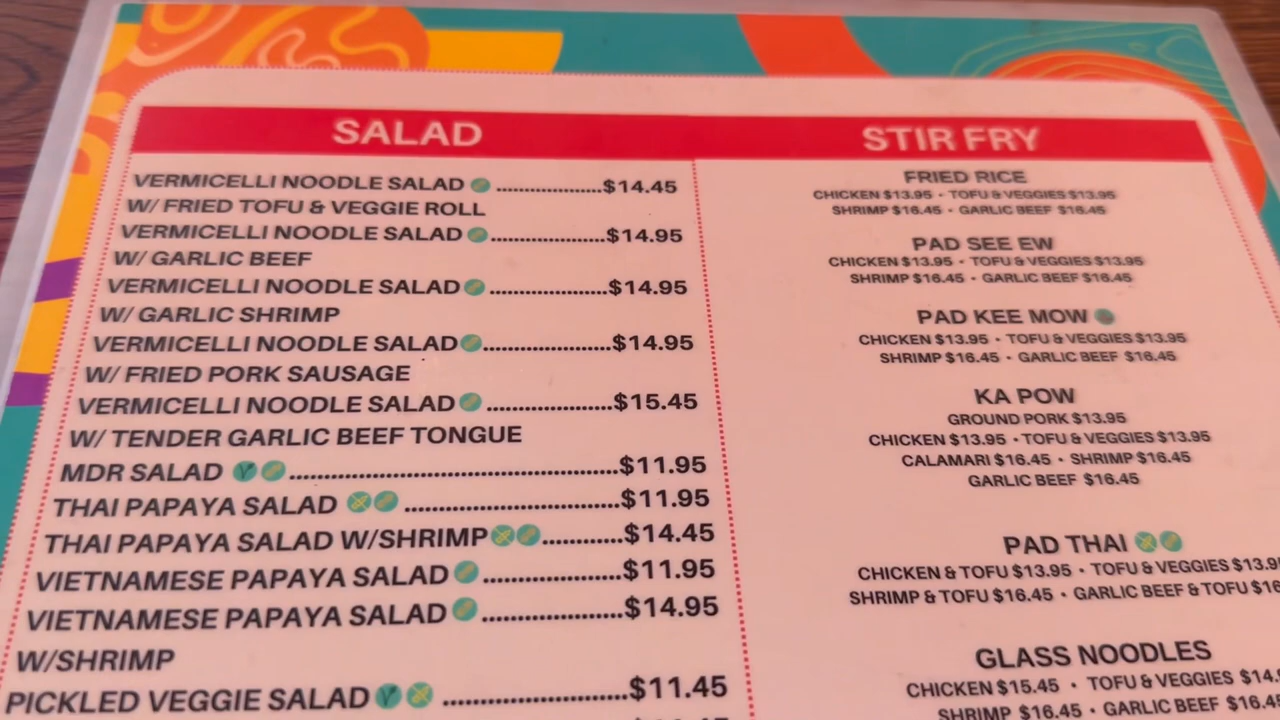 SALAD
VERMICELLI NOODLE SALAD ..................$14.45
W/ FRIED TOFU & VEGGIE ROLL
VERMICELLI NOODLE SALAD ....................$14.95
W/ GARLIC BEEF
VERMICELLI NOODLE SALAD ....................$14.95
W/ GARLIC SHRIMP
VERMICELLI NOODLE SALAD ......................$14.95
W/ FRIED PORK SAUSAGE
VERMICELLI NOODLE SALAD .....................$15.45
W/ TENDER GARLIC BEEF TONGUE
MDR SALAD ......................................................$11.95
THAI PAPAYA SALAD ...................................$11.95
THAI PAPAYA SALAD W/SHRIMP .............$14.45
VIETNAMESE PAPAYA SALAD ......................$11.95
VIETNAMESE PAPAYA SALAD ......................$14.95
W/SHRIMP
PICKLED VEGGIE SALAD ............................$11.45
STIR FRY
FRIED RICE
CHICKEN $13.95 • TOFU & VEGGIES $13.95
SHRIMP $16.45 • GARLIC BEEF $16.45
PAD SEE EW
CHICKEN $13.95 • TOFU & VEGGIES $13.95
SHRIMP $16.45 • GARLIC BEEF $16.45
PAD KEE MOW
CHICKEN $13.95 • TOFU & VEGGIES $13.95
SHRIMP $16.45 • GARLIC BEEF $16.45
KA POW
GROUND PORK $13.95
CHICKEN $13.95 • TOFU & VEGGIES $13.95
CALAMARI $16.45 • SHRIMP $16.45
GARLIC BEEF $16.45
PAD THAI
CHICKEN & TOFU $13.95 • TOFU & VEGGIES $13.9
SHRIMP & TOFU $16.45 • GARLIC BEEF & TOFU $16
GLASS NOODLES
CHICKEN $15.45 • TOFU & VEGGIES $14.
SHRIMP $16.45 • GARLIC BEEF $16.45